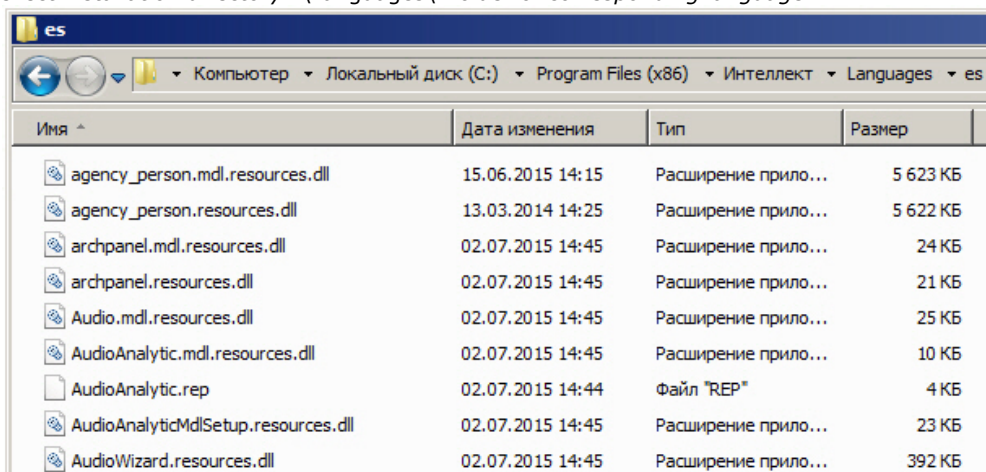 es
Компьютер Локальный диск (C:) Program Files (x86) Интеллект Languages es
Имя Дата изменения Тип Размер
agency_person.mdl.resources.dll 15.06.2015 14:15 Расширение прило... 5 623 КБ
agency_person.resources.dll 13.03.2014 14:25 Расширение прило... 5 622 КБ
archpanel.mdl.resources.dll 02.07.2015 14:45 Расширение прило... 24 КБ
archpanel.resources.dll 02.07.2015 14:45 Расширение прило... 21 КБ
Audio.mdl.resources.dll 02.07.2015 14:45 Расширение прило... 25 КБ
AudioAnalytic.mdl.resources.dll 02.07.2015 14:45 Расширение прило... 10 КБ
AudioAnalytic.rep 02.07.2015 14:44 Файл "REP" 4 КБ
AudioAnalyticMdlSetup.resources.dll 02.07.2015 14:45 Расширение прило... 23 КБ
AudioWizard.resources.dll 02.07.2015 14:45 Расширение прило... 392 КБ